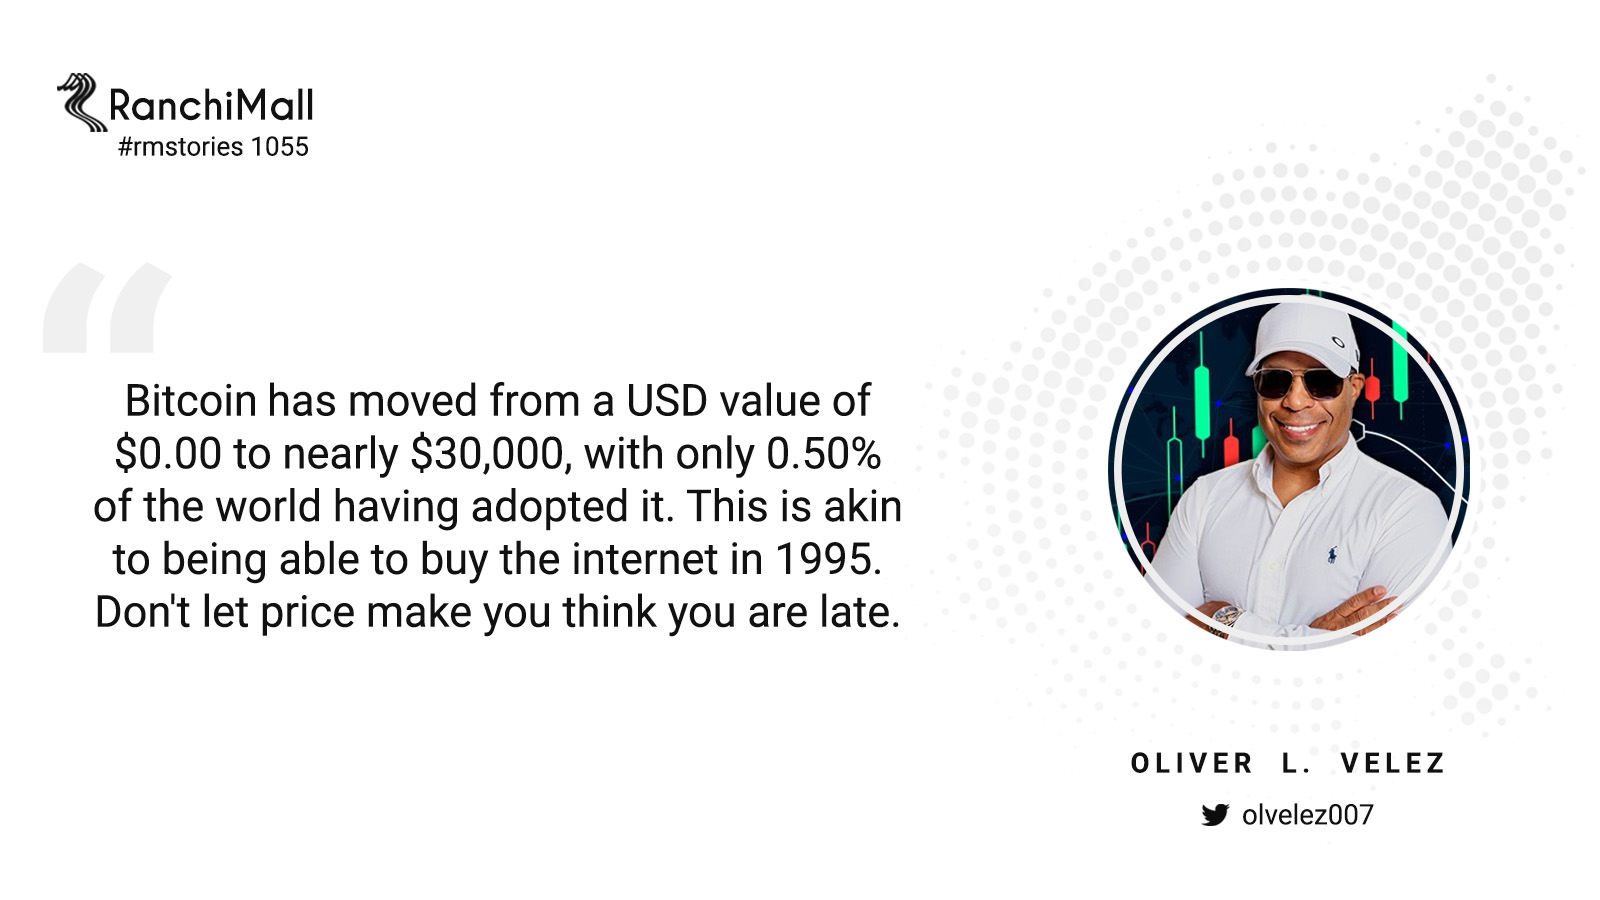 RanchiMall
#rmstories 1055
“
Bitcoin has moved from a USD value of
$0.00 to nearly $30,000, with only 0.50%
of the world having adopted it. This is akin
to being able to buy the internet in 1995.
Don't let price make you think you are late.
OLIVER L. VELEZ
olvelez007